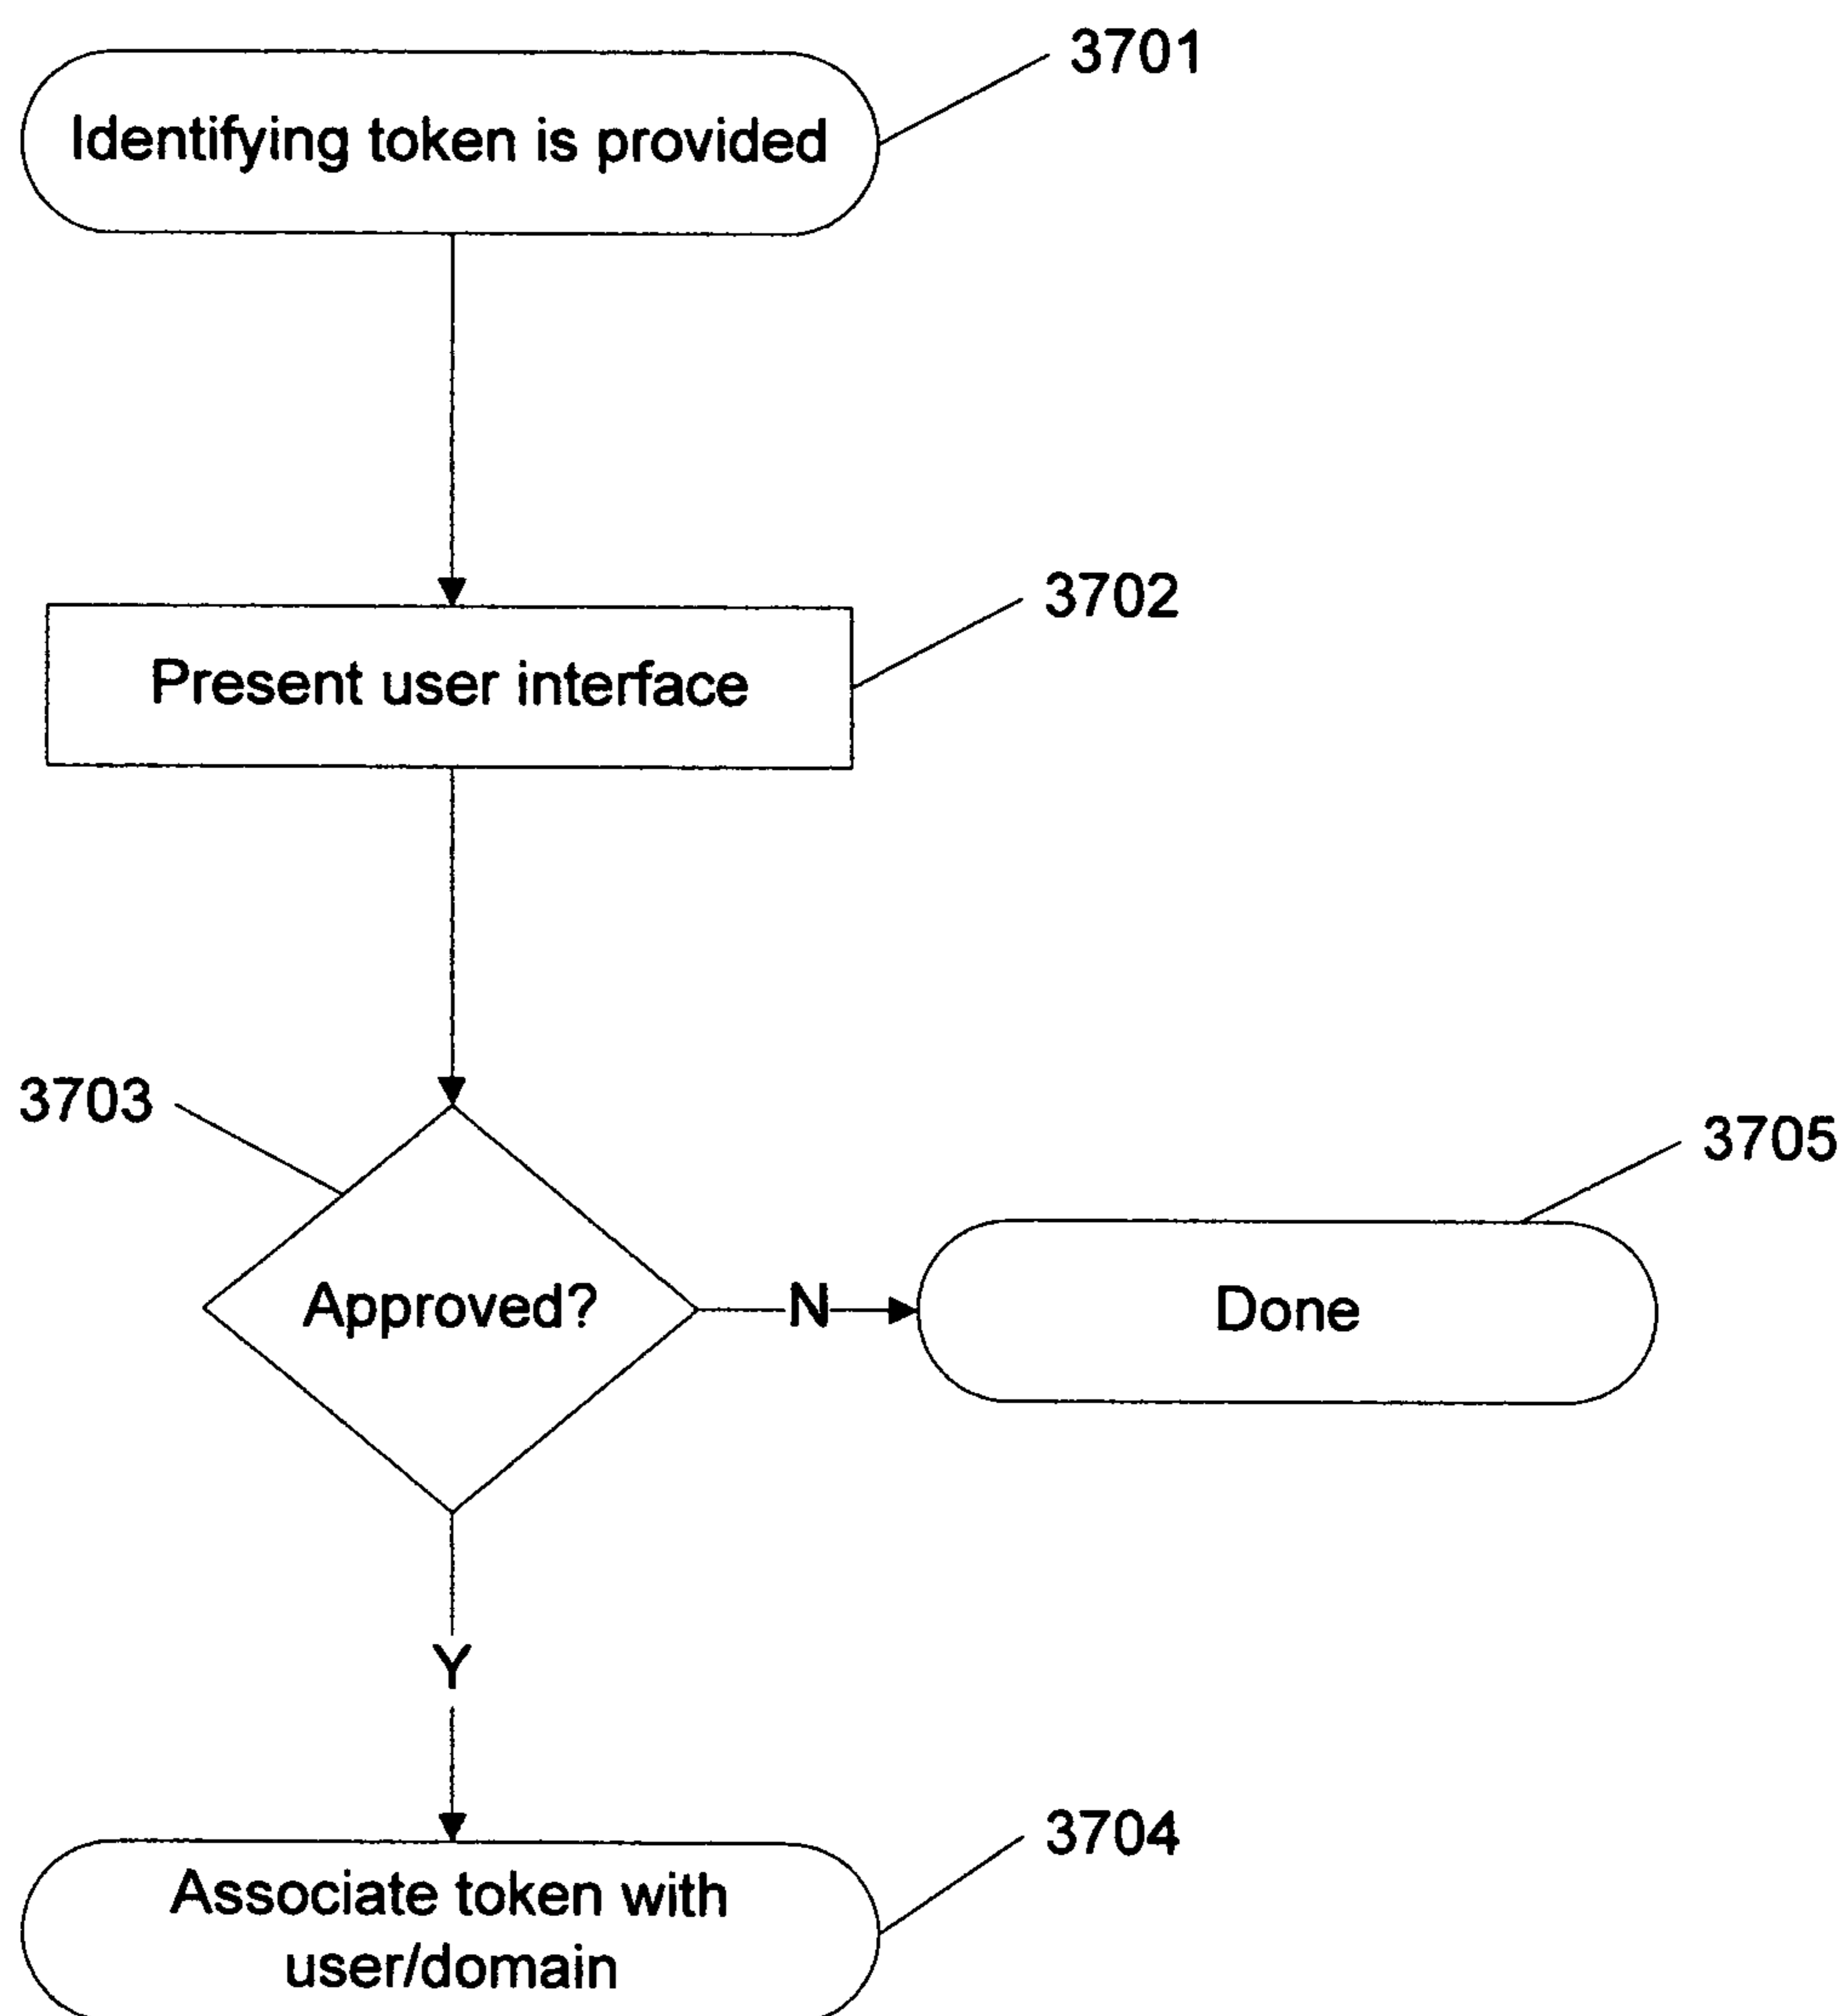 3701
Identifying token is provided
3702
Present user interface
3703
3705
Approved?
N
Done
Y
3704
Associate token with
user/domain